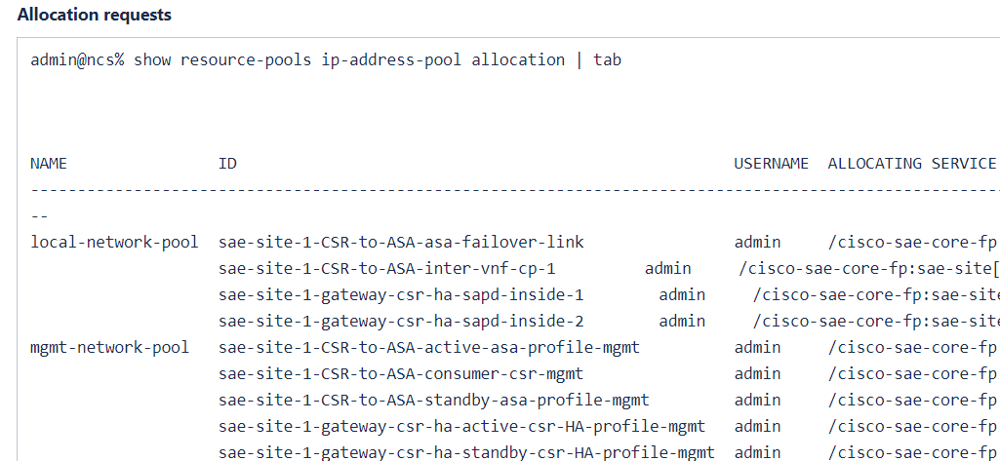 Allocation requests
admin@ncs% show resource-pools ip-address-pool allocation | tab
NAME ID USERNAME ALLOCATING SERVICE
--------------------------------------------------------------------------------------------------------
--
local-network-pool sae-site-1-CSR-to-ASA-asa-failover-link admin /cisco-sae-core-fp
sae-site-1-CSR-to-ASA-inter-vnf-cp-1 admin /cisco-sae-core-fp:sae-site[
sae-site-1-gateway-csr-ha-sapd-inside-1 admin /cisco-sae-core-fp:sae-site
sae-site-1-gateway-csr-ha-sapd-inside-2 admin /cisco-sae-core-fp:sae-site
mgmt-network-pool sae-site-1-CSR-to-ASA-active-asa-profile-mgmt admin /cisco-sae-core-fp
sae-site-1-CSR-to-ASA-consumer-csr-mgmt admin /cisco-sae-core-fp
sae-site-1-CSR-to-ASA-standby-asa-profile-mgmt admin /cisco-sae-core-fp
sae-site-1-gateway-csr-ha-active-csr-HA-profile-mgmt admin /cisco-sae-core-fp
sae-site-1-gateway-csr-ha-standby-csr-HA-profile-mgmt admin /cisco-sae-core-fp